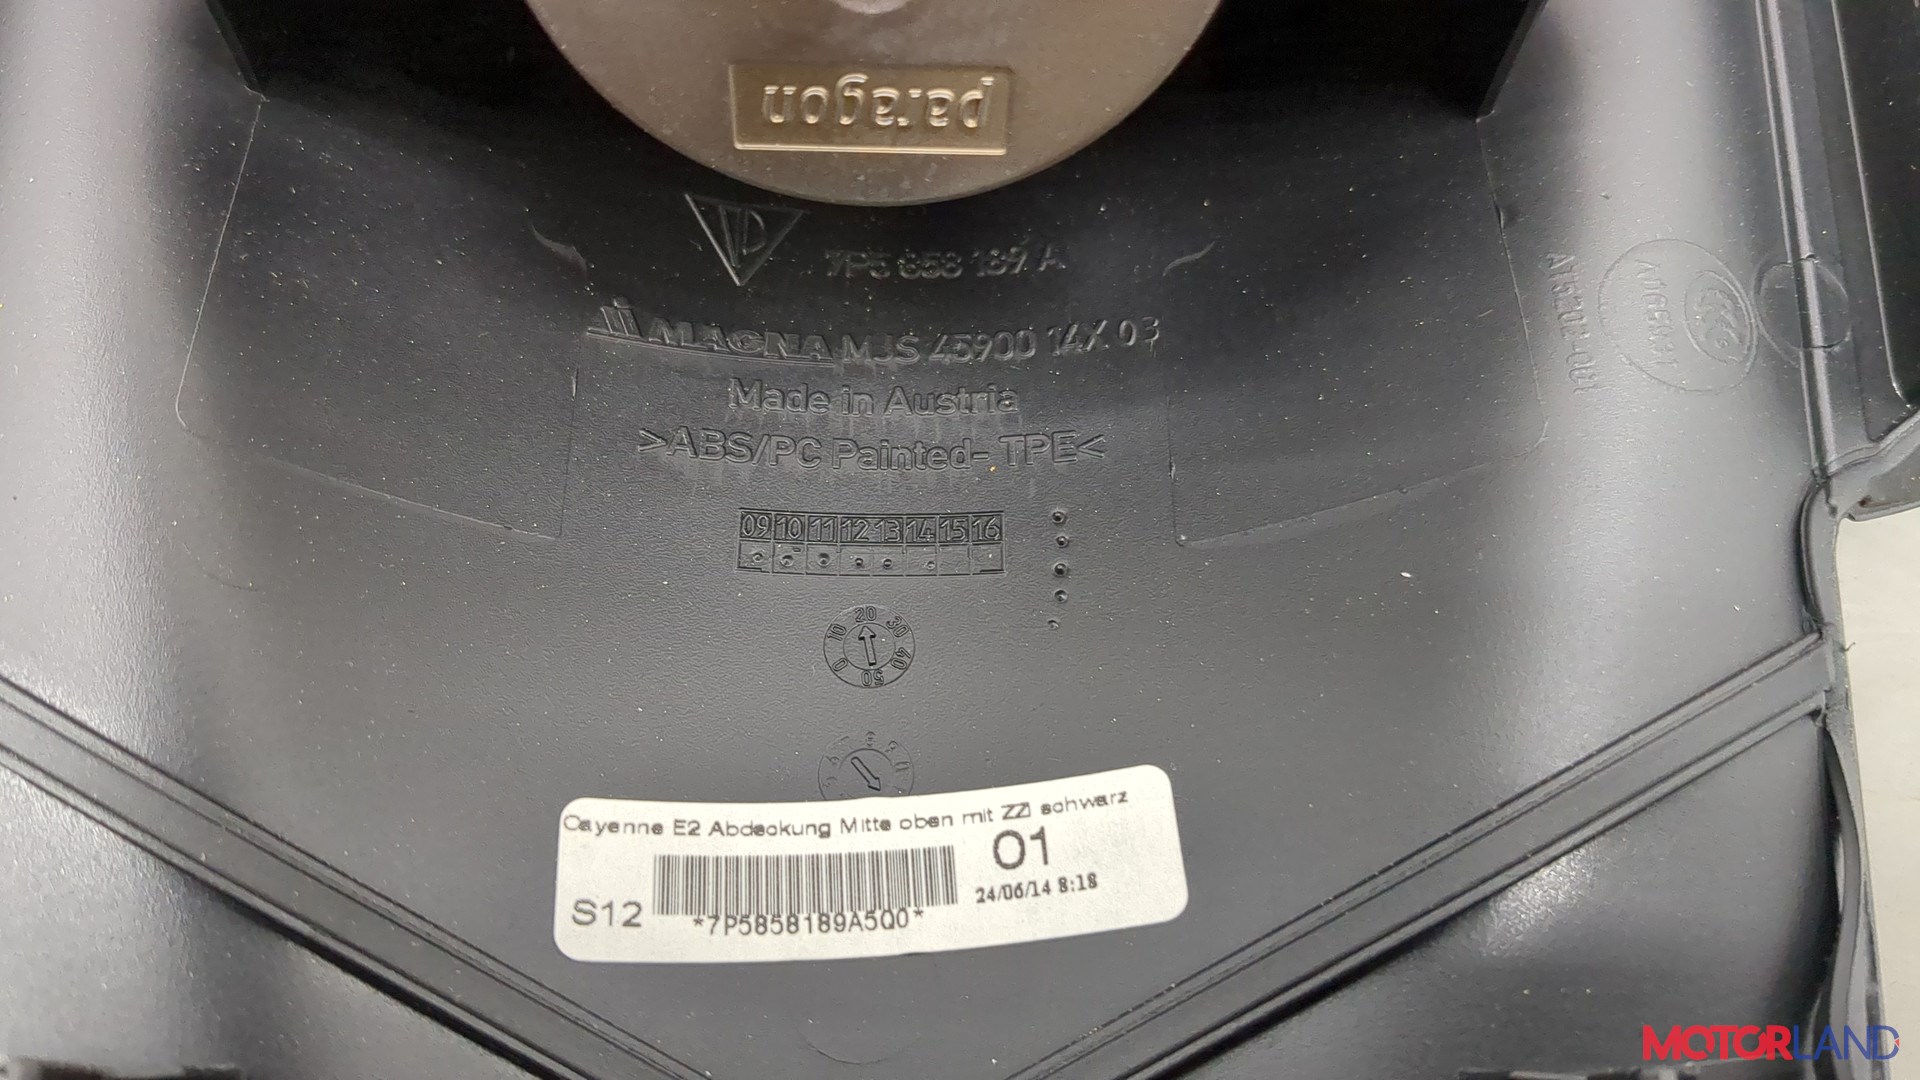 paragon
7P5 858 189 A
MAGNA MJS 45900 14X 03
Made in Austria
>ABS/PC Painted- TPE<
09 10 11 12 13 14 15 16
0 10 20 30 40 50
Cayenne E2 Abdeckung Mitte oben mit ZZI schwarz
01
24/06/14 8:18
S12
*7P5858189A5Q0*
MOTORLAND